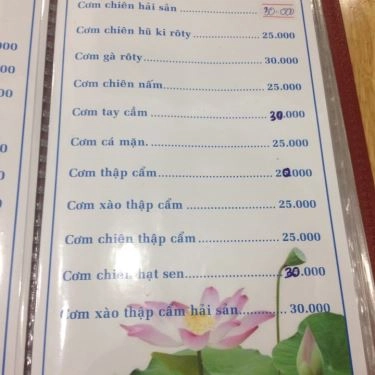 Cơm chiên hải sản 30.000
Cơm chiên hũ ki rôty 25.000
Cơm gà rôty 30.000
Cơm chiên nấm 25.000
Cơm tay cầm 30.000
Cơm cá mặn. 25.000
Cơm thập cẩm 20.000
Cơm xào thập cẩm 25.000
Cơm chiên thập cẩm 25.000
Cơm chiên hạt sen 30.000
Cơm xào thập cẩm hải sản 30.000